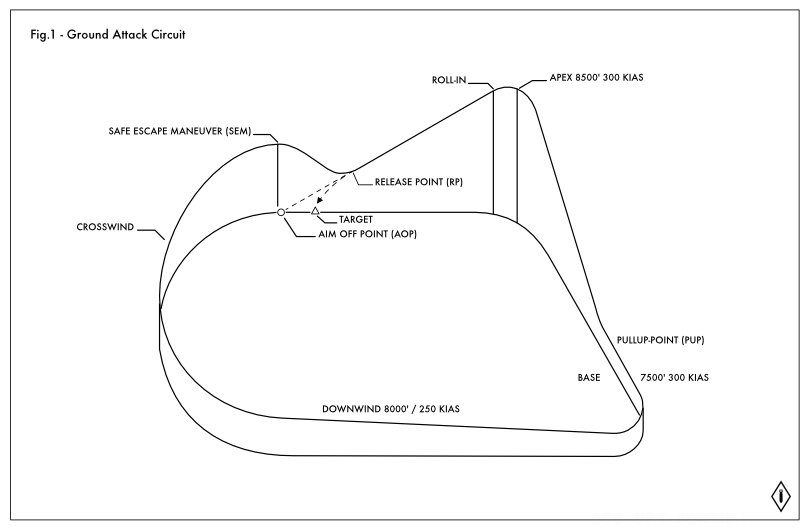 Fig.1 - Ground Attack Circuit
ROLL-IN
APEX 8500' 300 KIAS
SAFE ESCAPE MANEUVER (SEM)
RELEASE POINT (RP)
TARGET
CROSSWIND
AIM OFF POINT (AOP)
PULLUP-POINT (PUP)
BASE
7500' 300 KIAS
DOWNWIND 8000' / 250 KIAS